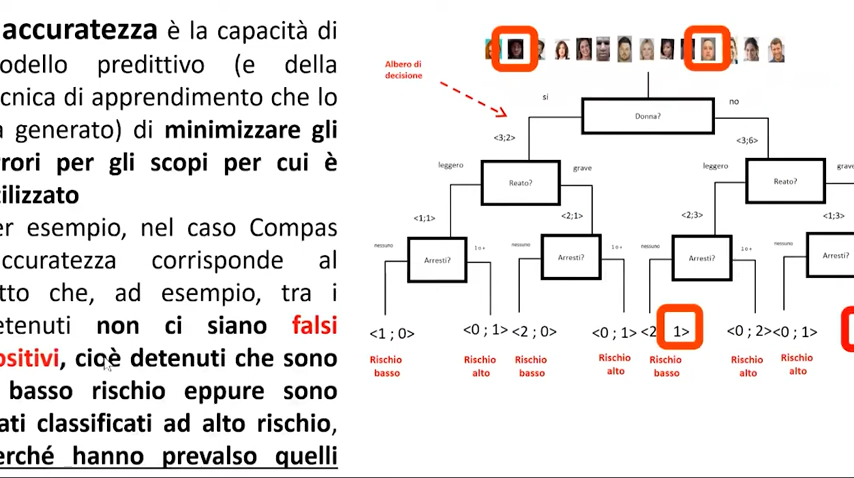 accuratezza è la capacità di
odello predittivo (e della
cnica di apprendimento che lo
a generato) di minimizzare gli
rrori per gli scopi per cui è
tilizzato
er esempio, nel caso Compas
accuratezza corrisponde al
tto che, ad esempio, tra i
etenuti non ci siano falsi
ositivi, cioè detenuti che sono
basso rischio eppure sono
ati classificati ad alto rischio,
erché hanno prevalso quelli
Albero di
decisione
si
no
Donna?
<3;2>
<3;6>
leggero
grave
leggero
grave
Reato?
Reato?
<1;1>
<2;1>
<2;3>
<1;3>
nessuno
1 o +
nessuno
1 o +
nessuno
1 o +
nessuno
Arresti?
Arresti?
Arresti?
Arresti?
<1 ; 0>
<0 ; 1>
<2 ; 0>
<0 ; 1>
<2
1>
<0 ; 2>
<0 ; 1>
Rischio
basso
Rischio
alto
Rischio
basso
Rischio
alto
Rischio
basso
Rischio
alto
Rischio
alto